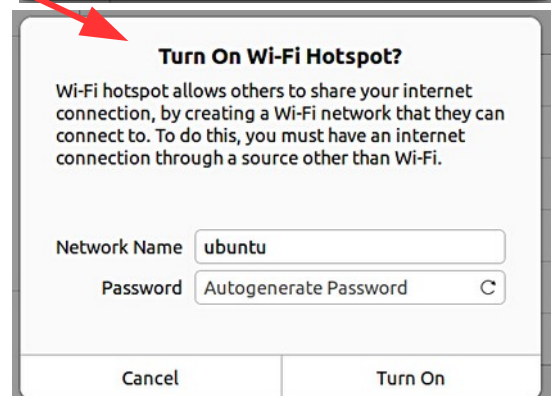 Turn On Wi-Fi Hotspot?
Wi-Fi hotspot allows others to share your internet
connection, by creating a Wi-Fi network that they can
connect to. To do this, you must have an internet
connection through a source other than Wi-Fi.
Network Name ubuntu
Password Autogenerate Password
Cancel Turn On